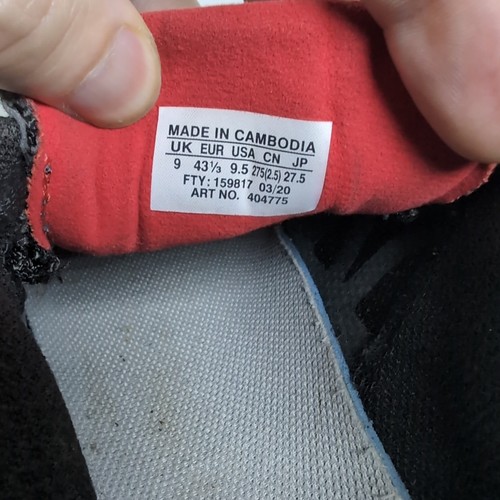 MADE IN CAMBODIA
UK EUR USA CN JP
9 43⅓ 9.5 275(2.5) 27.5
FTY: 159817 03/20
ART NO. 404775